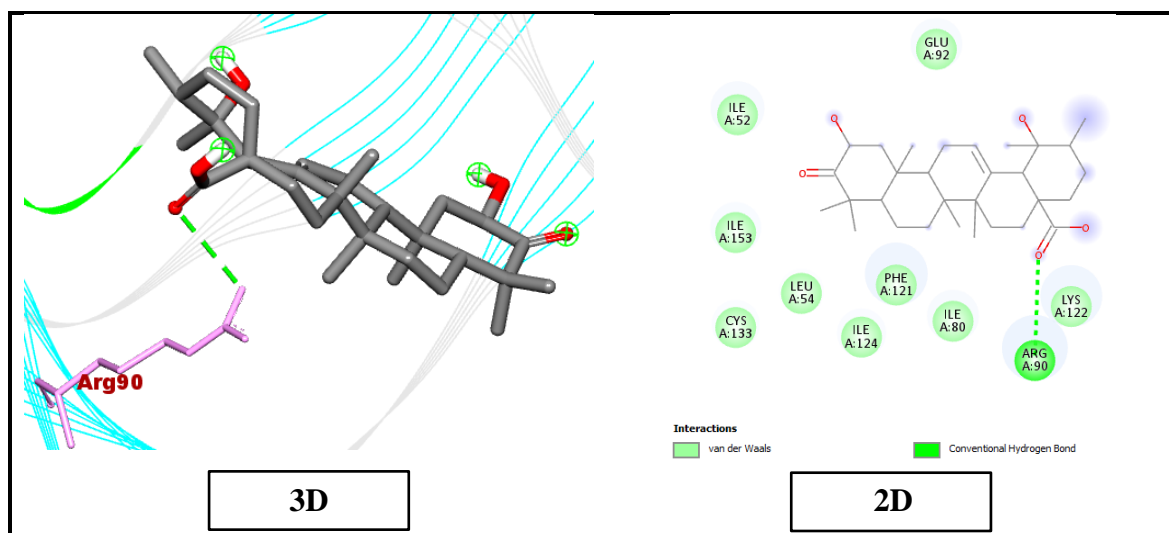 Arg90
3D
GLU
A:92
ILE
A:52
ILE
A:153
LEU
A:54
PHE
A:121
CYS
A:133
ILE
A:124
ILE
A:80
LYS
A:122
ARG
A:90
O
O
O
O
O
Interactions
van der Waals
Conventional Hydrogen Bond
2D